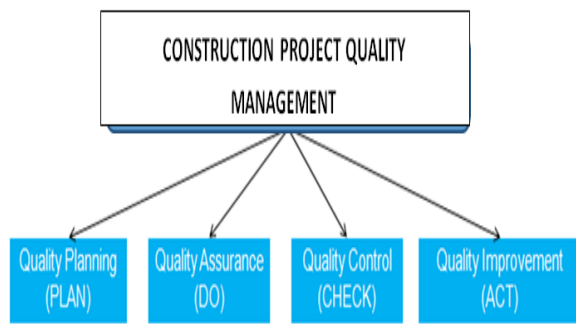 CONSTRUCTION PROJECT QUALITY
MANAGEMENT
Quality Planning
(PLAN)
Quality Assurance
(DO)
Quality Control
(CHECK)
Quality Improvement
(ACT)